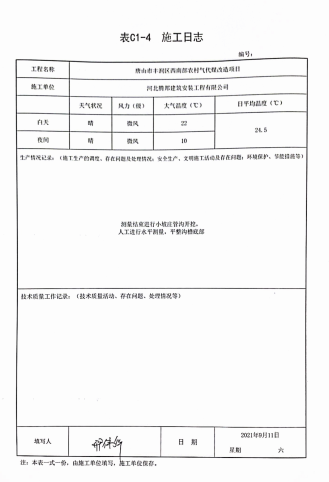 表C1-4 施工日志
编号：
工程名称 唐山市丰润区西南部农村气代煤改造项目
施工单位 河北腾邦建筑安装工程有限公司
天气状况 风力（级） 大气温度（℃） 日平均温度（℃）
白天 晴 微风 22 24.5
夜间 晴 微风 10
生产情况记录：（施工生产的调度、存在问题及处理情况；安全生产、文明施工活动及存在问题；环境保护、节能措施等）
测量结束进行小坡庄管沟开挖，
人工进行水平测量，平整沟槽底部
技术质量工作记录：（技术质量活动、存在问题、处理情况等）
填写人 日 期 2021年9月11日
星期 六
注：本表一式一份，由施工单位填写，施工单位保存。